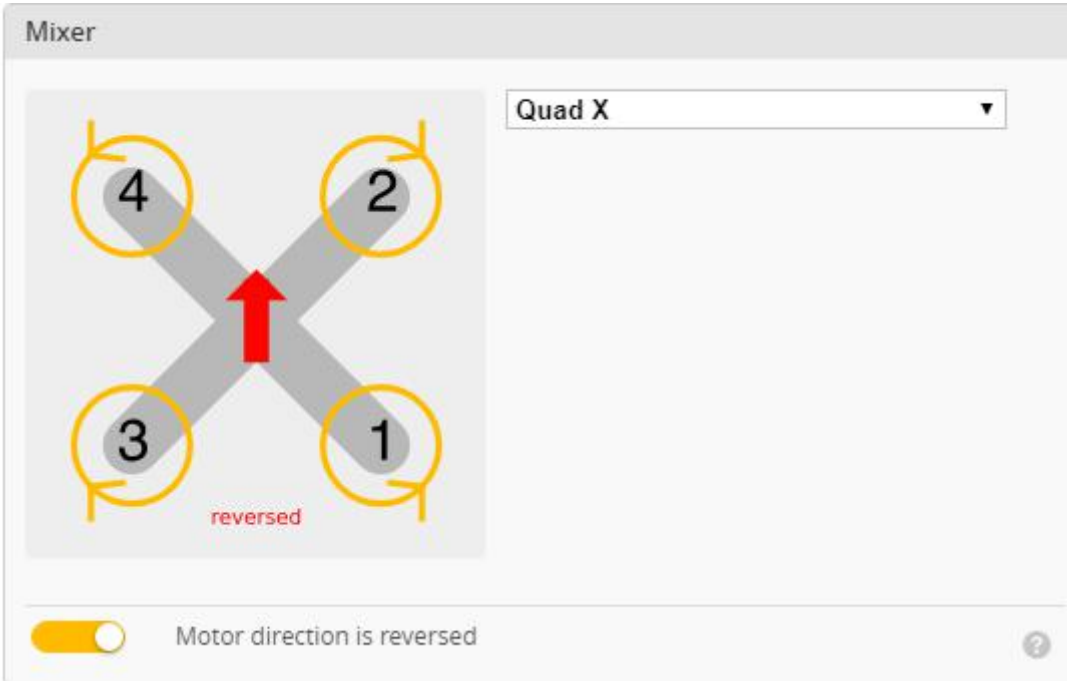 Mixer
Quad X
4 2
3 1
reversed
Motor direction is reversed
?